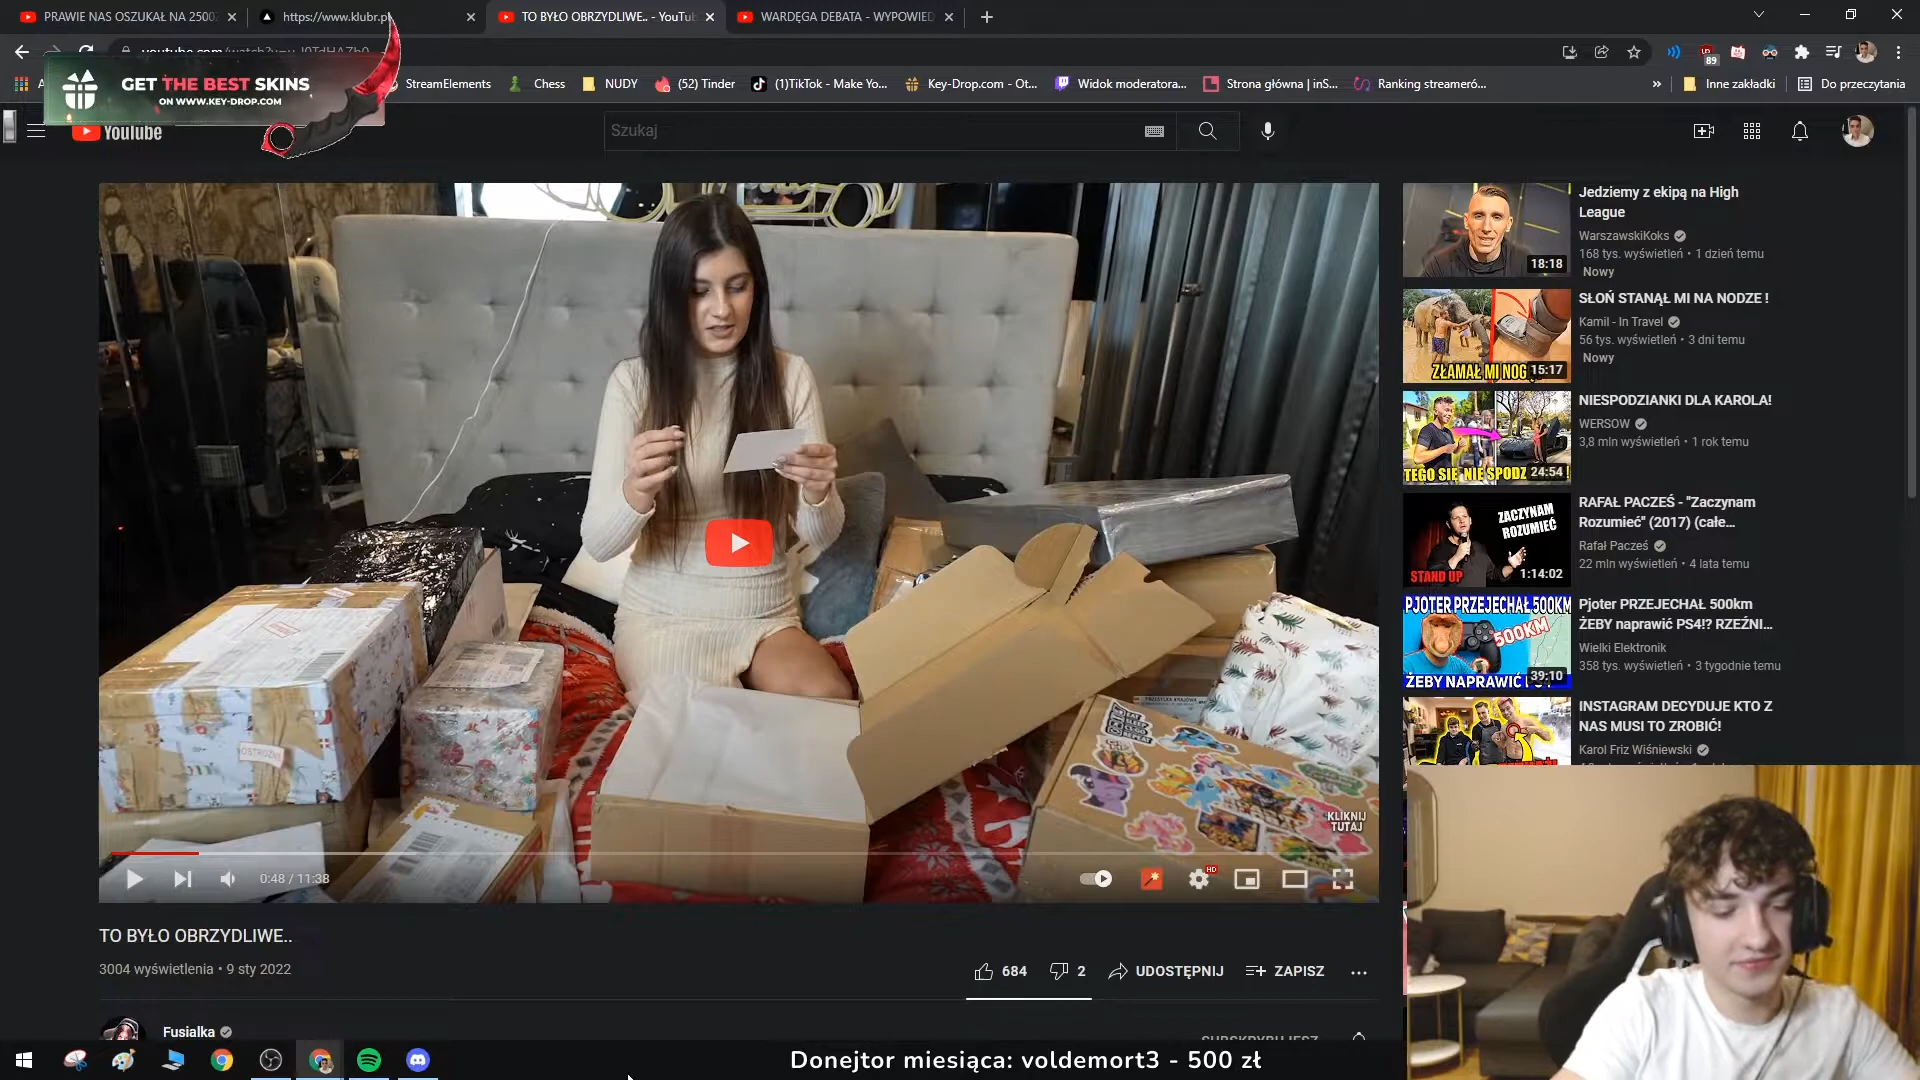 PRAWIE NAS OSZUKAŁ NA 2500
https://www.klubr.p
TO BYŁO OBRZYDLIWE.. - YouTu
WARDĘGA DEBATA - WYPOWIED
GET THE BEST SKINS
ON WWW.KEY-DROP.COM
StreamElements
Chess
NUDY
(52) Tinder
(1)TikTok - Make Yo...
Key-Drop.com - Ot...
Widok moderatora...
Strona główna | inS...
Ranking streameró...
»
Inne zakładki
Do przeczytania
89
YouTube
Szukaj
Jedziemy z ekipą na High
League
WarszawskiKoks
168 tys. wyświetleń • 1 dzień temu
Nowy
18:18
SŁOŃ STANĄŁ MI NA NODZE !
Kamil - In Travel
56 tys. wyświetleń • 3 dni temu
Nowy
ZŁAMAŁ MI NOG
15:17
NIESPODZIANKI DLA KAROLA!
WERSOW
3,8 mln wyświetleń • 1 rok temu
TEGO SIĘ NIE SPODZ !
24:54
RAFAŁ PACZEŚ - "Zaczynam
Rozumieć" (2017) (całe...
Rafał Pacześ
22 mln wyświetleń • 4 lata temu
ZACZYNAM
ROZUMIEĆ
STAND UP
1:14:02
Pjoter PRZEJECHAŁ 500km
ŻEBY naprawić PS4!? RZEŹNI...
Wielki Elektronik
358 tys. wyświetleń • 3 tygodnie temu
PJOTER PRZEJECHAŁ 500KM
500KM
ŻEBY NAPRAWIĆ
39:10
INSTAGRAM DECYDUJE KTO Z
NAS MUSI TO ZROBIĆ!
Karol Friz Wiśniewski
OSTROŻNIE
KLIKNIJ
TUTAJ
0:48 / 11:38
HD
TO BYŁO OBRZYDLIWE..
3004 wyświetlenia • 9 sty 2022
684
2
UDOSTĘPNIJ
ZAPISZ
Fusialka
Donejtor miesiąca: voldemort3 - 500 zł